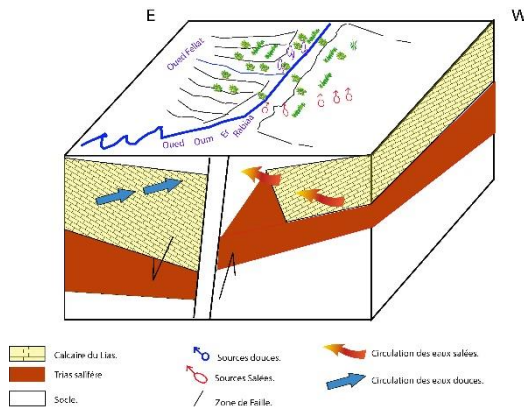 E W
Oued Fellat
Oued Oum Er Rabiaa
Calcaire du Lias.
Trias salifére
Socle.
Sources douces.
Sources Salées.
Zone de Faille.
Circulation des eaux salées.
Circulation des eaux douces.